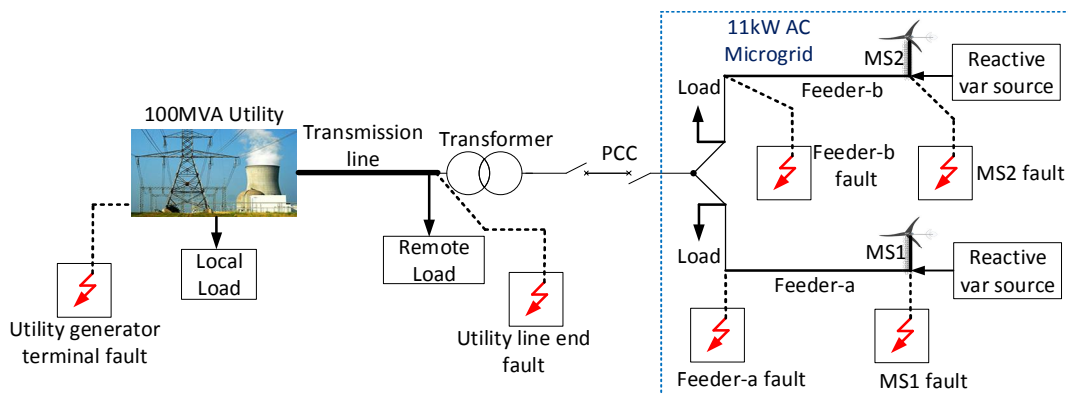 100MVA Utility
Transmission
line
Transformer
PCC
11kW AC
Microgrid
Load
Feeder-b
MS2
Reactive
var source
Feeder-b
fault
MS2 fault
Local
Load
Remote
Load
Utility generator
terminal fault
Utility line end
fault
Load
Feeder-a
MS1
Reactive
var source
Feeder-a fault
MS1 fault